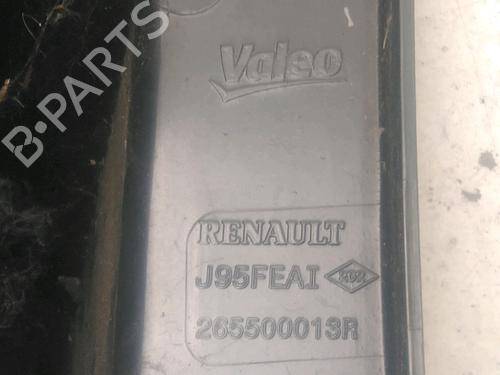 B-PARTS
Valeo
RENAULT
J95FEAI
265500013R